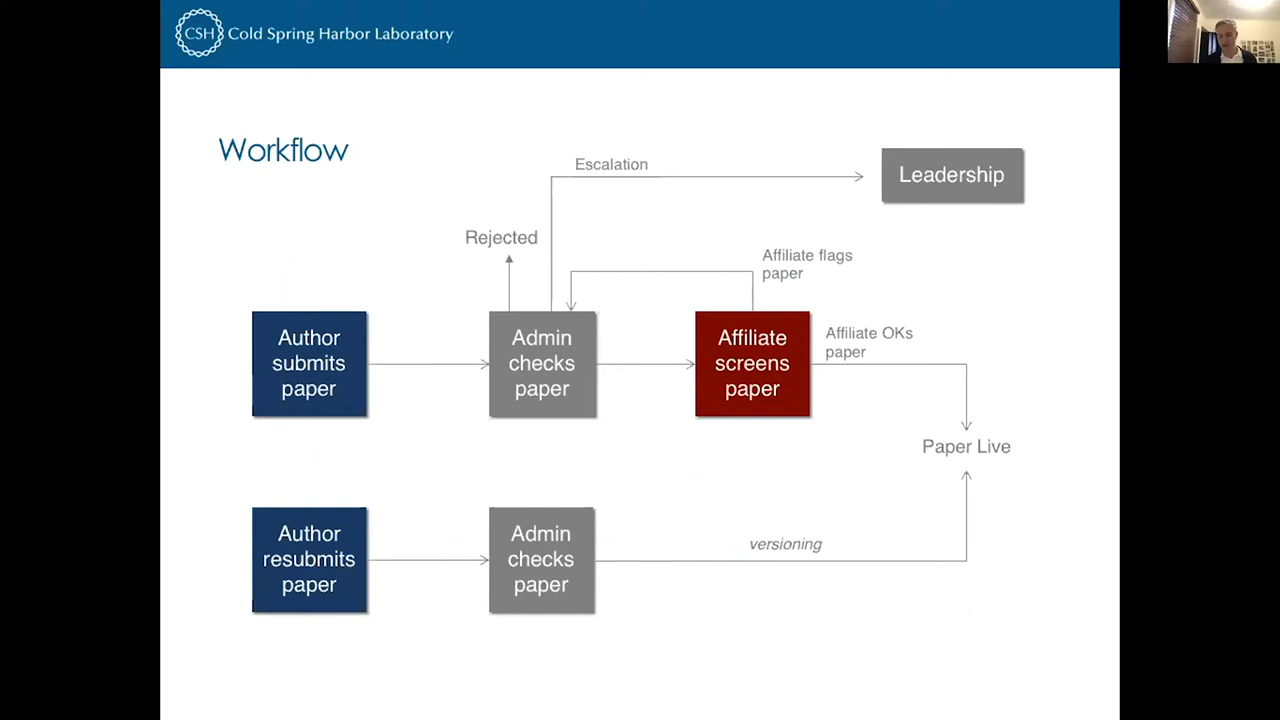 CSH Cold Spring Harbor Laboratory
Workflow
Escalation
Leadership
Rejected
Affiliate flags
paper
Author
submits
paper
Admin
checks
paper
Affiliate
screens
paper
Affiliate OKs
paper
Paper Live
Author
resubmits
paper
Admin
checks
paper
versioning